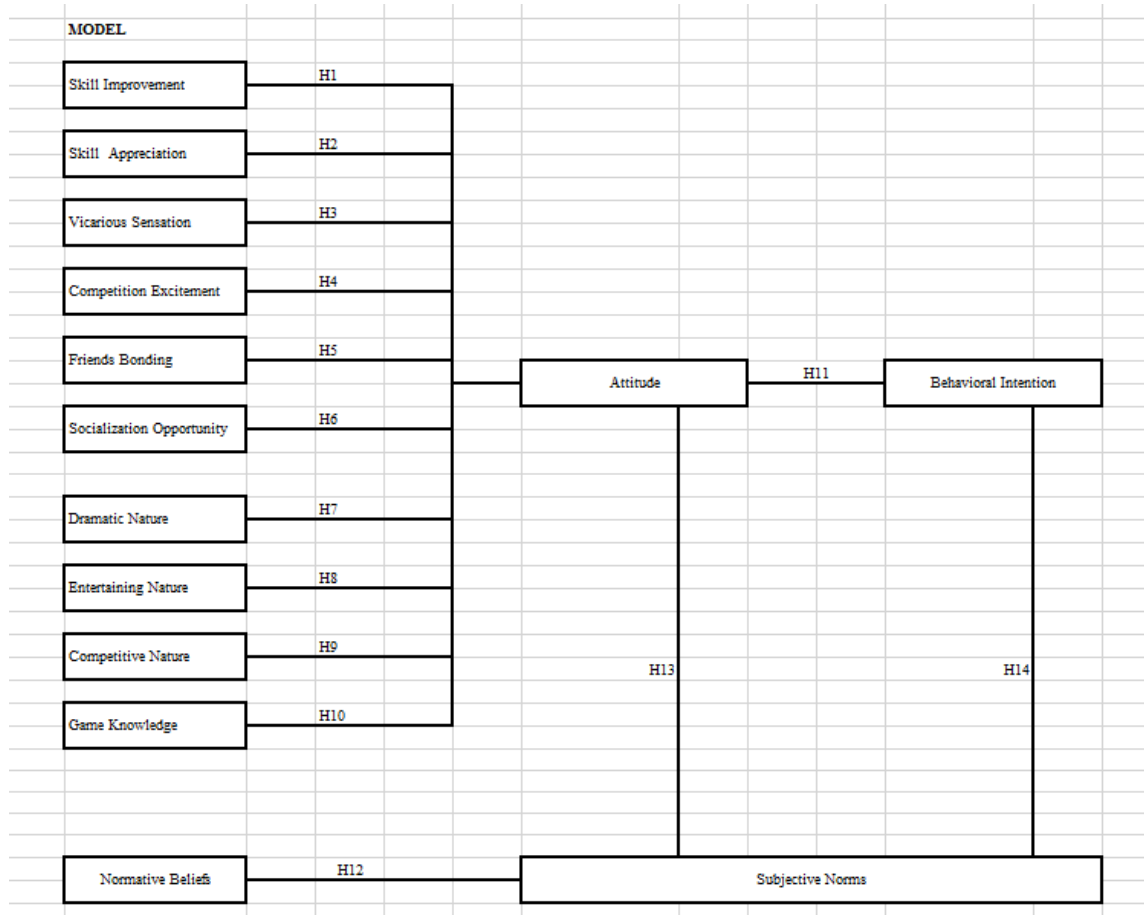 MODEL
H1
Skill Improvement
H2
Skill Appreciation
H3
Vicarious Sensation
H4
Competition Excitement
H5
Friends Bonding
H11
Attitude
Behavioral Intention
H6
Socialization Opportunity
H7
Dramatic Nature
H8
Entertaining Nature
H9
Competitive Nature
H13
H14
H10
Game Knowledge
H12
Normative Beliefs
Subjective Norms